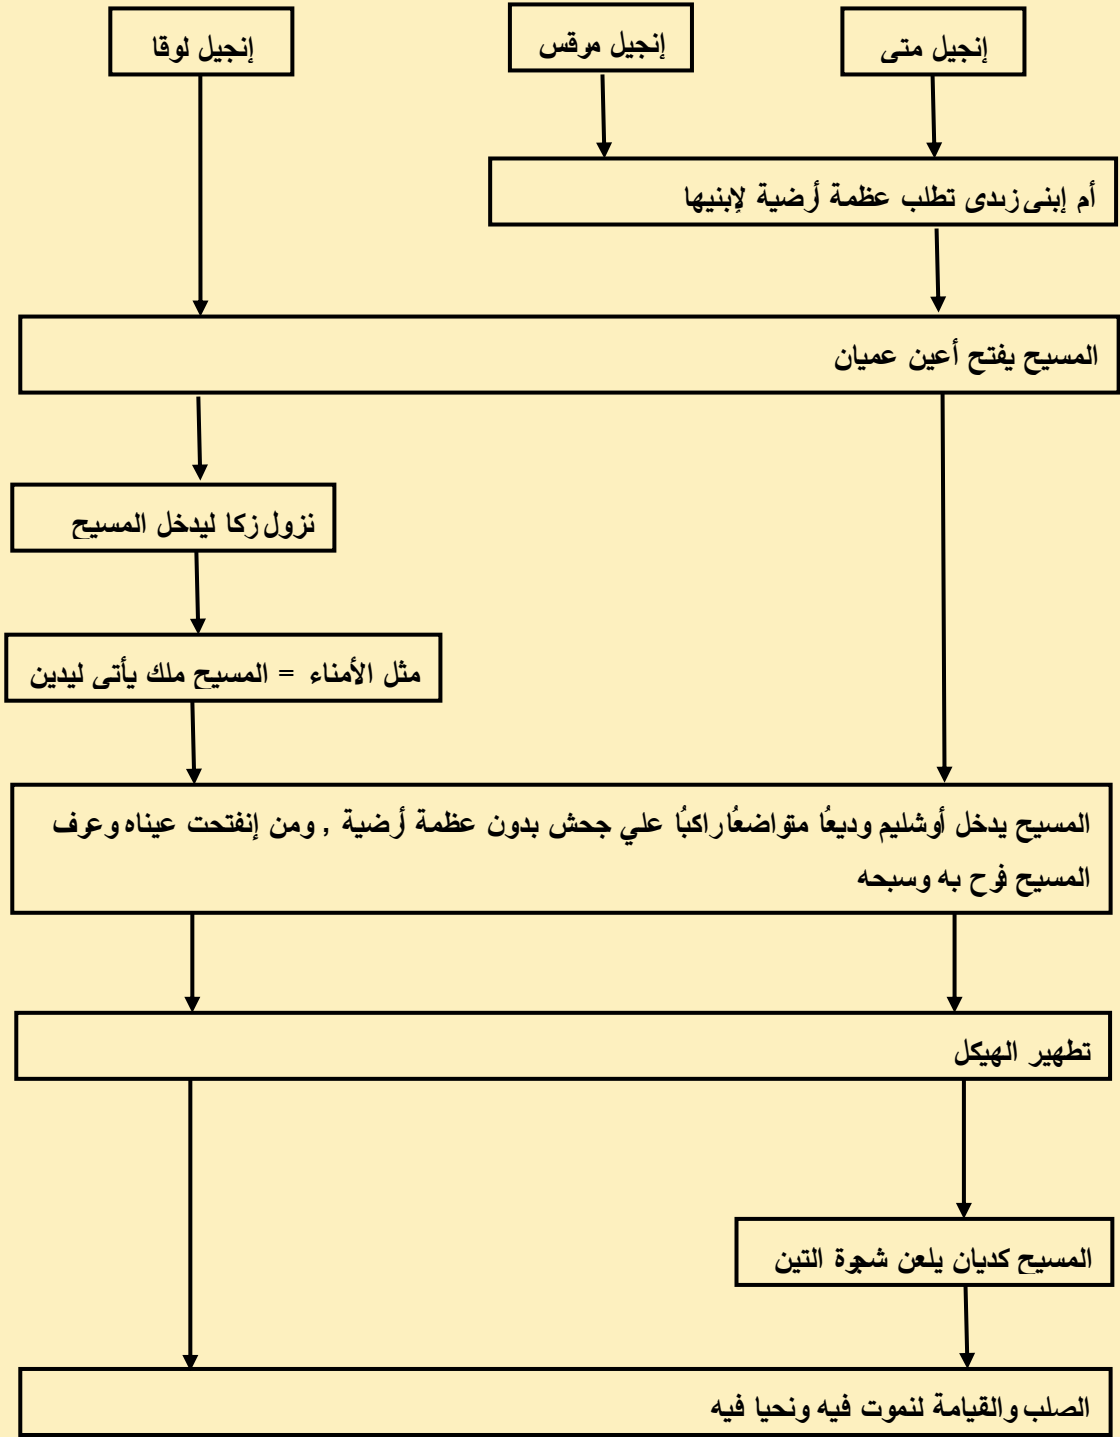 إنجيل متى
إنجيل مرقس
إنجيل لوقا
أم إبنى زبدى تطلب عظمة أرضية لإبنيها
المسيح يفتح أعين عميان
نزول زكا ليدخل المسيح
مثل الأمناء = المسيح ملك يأتى ليدين
المسيح يدخل أوشليم وديعُا متواضعُا راكبُا علي جحش بدون عظمة أرضية , ومن إنفتحت عيناه وعرف
المسيح فرح به وسبحه
تطهير الهيكل
المسيح كديان يلعن شجرة التين
الصلب والقيامة لنموت فيه ونحيا فيه